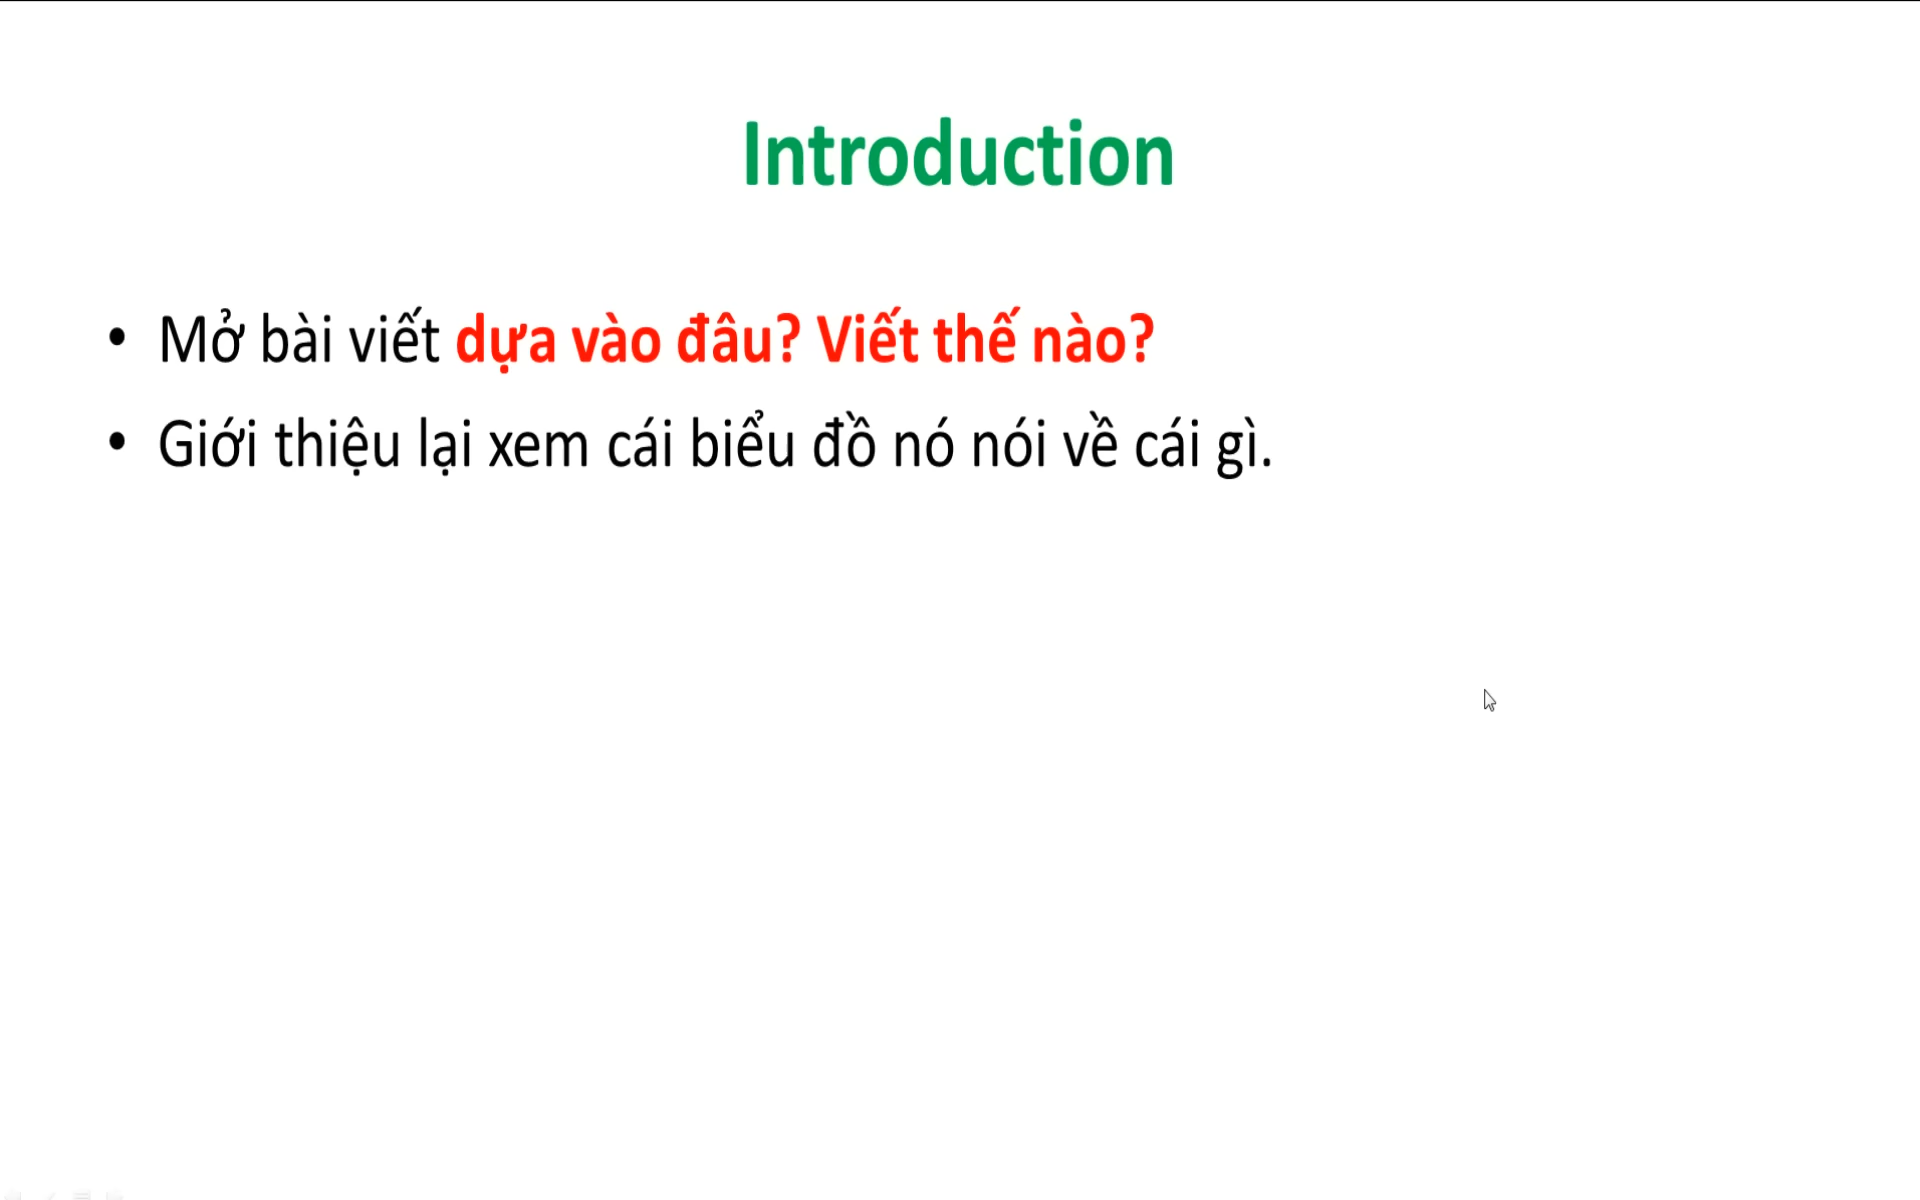 Introduction
• Mở bài viết dựa vào đâu? Viết thế nào?
• Giới thiệu lại xem cái biểu đồ nó nói về cái gì.